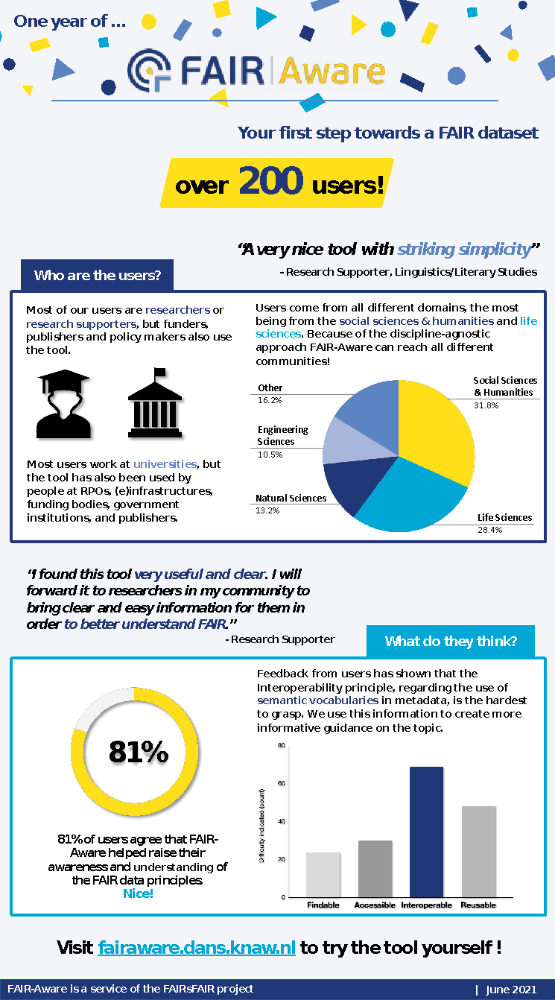 One year of ...
FAIR Aware
Your first step towards a FAIR dataset
over 200 users!
“A very nice tool with striking simplicity”
- Research Supporter, Linguistics/Literary Studies
Who are the users?
Most of our users are researchers or
research supporters, but funders,
publishers and policy makers also use
the tool.
Most users work at universities, but
the tool has also been used by
people at RPOs, (e)infrastructures,
funding bodies, government
institutions, and publishers.
Users come from all different domains, the most
being from the social sciences & humanities and life
sciences. Because of the discipline-agnostic
approach FAIR-Aware can reach all different
communities!
Other
16.2%
Engineering
Sciences
10.5%
Natural Sciences
13.2%
Social Sciences
& Humanities
31.8%
Life Sciences
28.4%
“I found this tool very useful and clear. I will
forward it to researchers in my community to
bring clear and easy information for them in
order to better understand FAIR.”
- Research Supporter
What do they think?
81%
81% of users agree that FAIR-
Aware helped raise their
awareness and understanding of
the FAIR data principles.
Nice!
Feedback from users has shown that the
Interoperability principle, regarding the use of
semantic vocabularies in metadata, is the hardest
to grasp. We use this information to create more
informative guidance on the topic.
80
60
40
20
0
Difficulty indicated (count)
Findable Accessible Interoperable Reusable
Visit fairaware.dans.knaw.nl to try the tool yourself !
FAIR-Aware is a service of the FAIRsFAIR project | June 2021